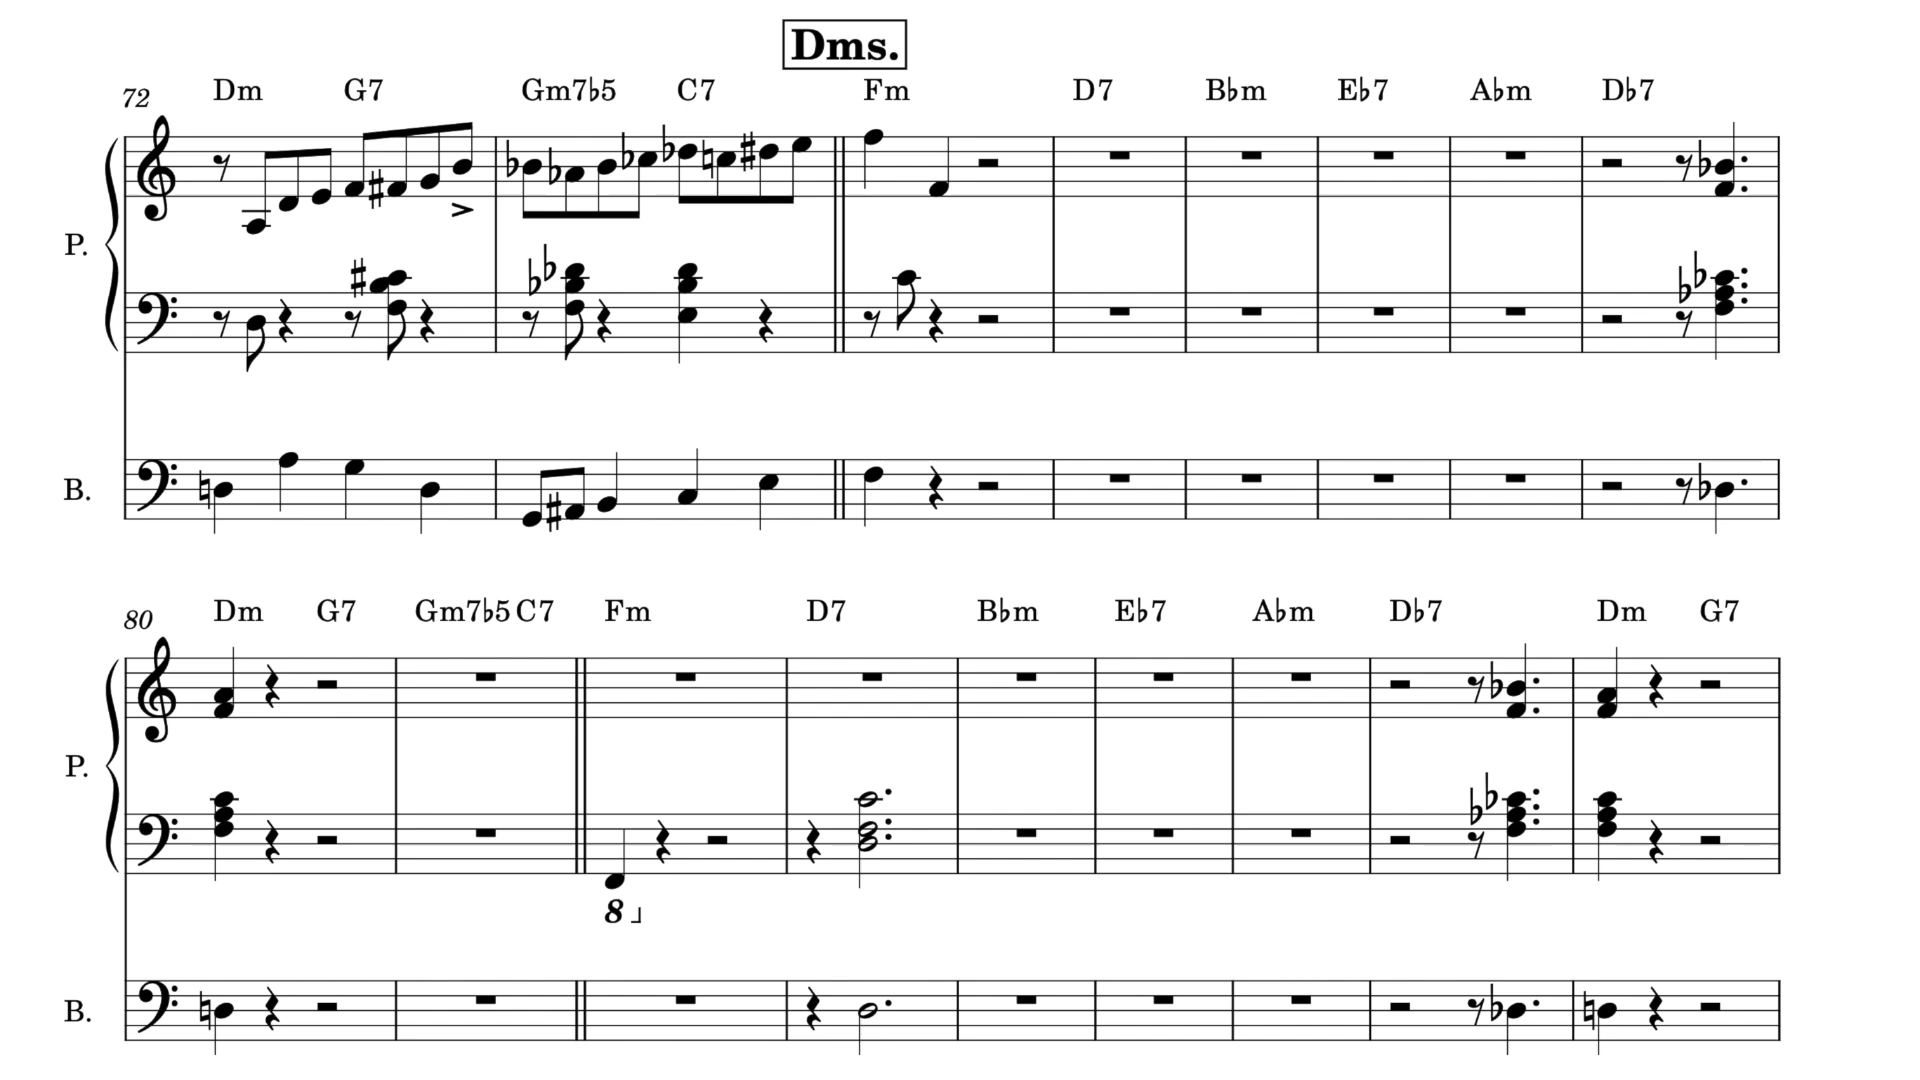 Dms.
72 Dm G7 Gm7♭5 C7 Fm D7 B♭m E♭7 A♭m D♭7
P.
B.
80 Dm G7 Gm7♭5 C7 Fm D7 B♭m E♭7 A♭m D♭7 Dm G7
P.
8
B.